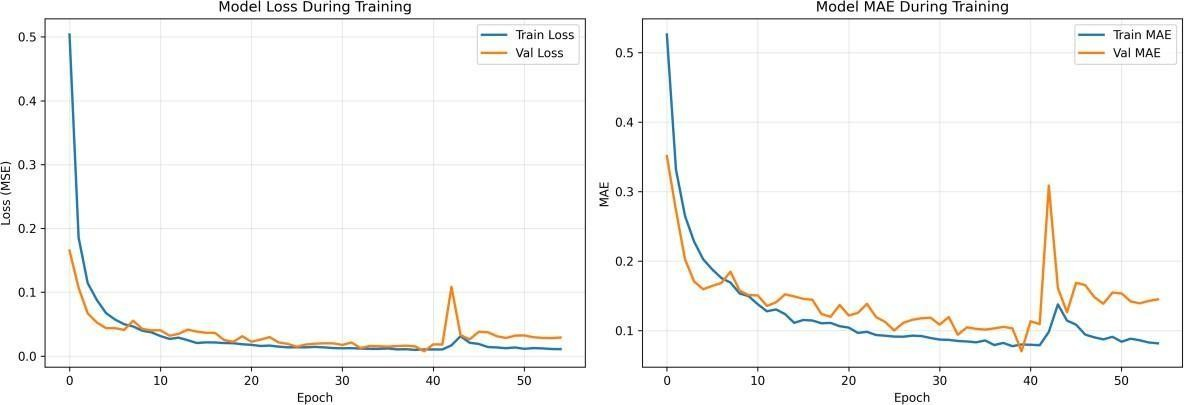 Model Loss During Training
Train Loss
Val Loss
0.5
0.4
0.3
0.2
0.1
0.0
Loss (MSE)
0 10 20 30 40 50
Epoch
Model MAE During Training
Train MAE
Val MAE
0.5
0.4
0.3
0.2
0.1
MAE
0 10 20 30 40 50
Epoch